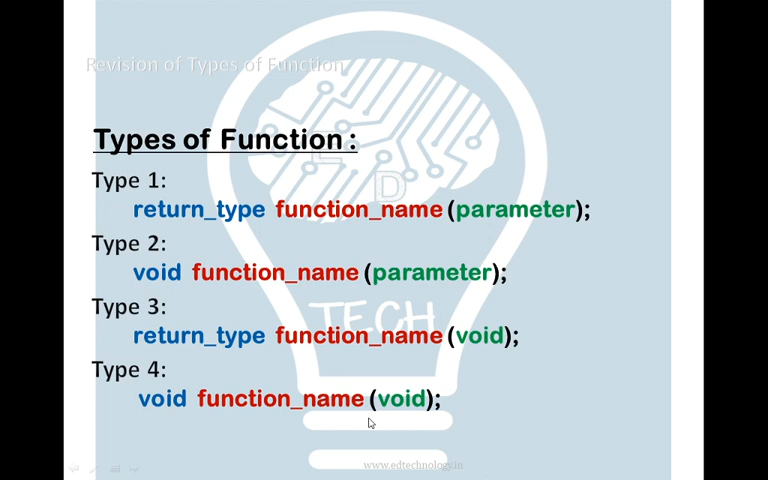 Revision of Types of Function
Types of Function :
Type 1:
return_type function_name (parameter);
Type 2:
void function_name (parameter);
Type 3:
return_type function_name (void);
Type 4:
void function_name (void);
E
D
TECH
www.edtechnology.in